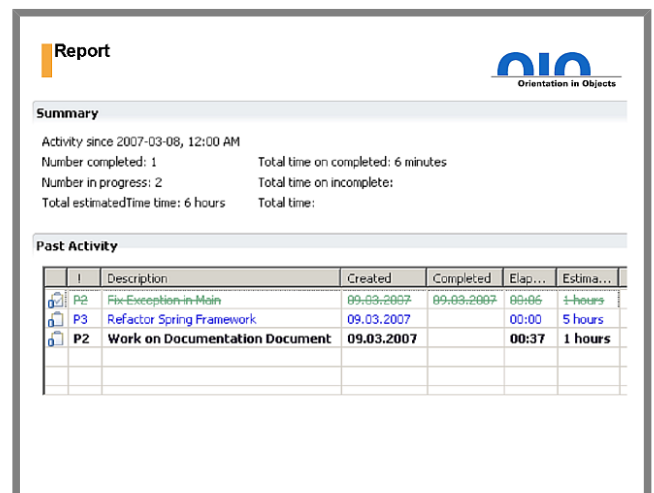 Report
OIO
Orientation in Objects
Summary
Activity since 2007-03-08, 12:00 AM
Number completed: 1 Total time on completed: 6 minutes
Number in progress: 2 Total time on incomplete:
Total estimatedTime time: 6 hours Total time:
Past Activity
! Description Created Completed Elap... Estima...
P2 Fix Exception in Main 09.03.2007 09.03.2007 00:06 1 hours
P3 Refactor Spring Framework 09.03.2007 00:00 5 hours
P2 Work on Documentation Document 09.03.2007 00:37 1 hours